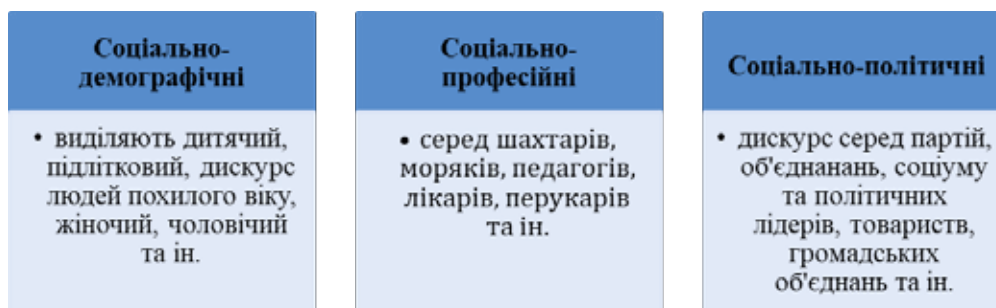 Соціально-
демографічні
• виділяють дитячий,
підлітковий, дискурс
людей похилого віку,
жіночий, чоловічий
та ін.
Соціально-
професійні
• серед шахтарів,
моряків, педагогів,
лікарів, перукарів
та ін.
Соціально-політичні
• дискурс серед партій,
об'єднанань, соціуму
та політичних
лідерів, товариств,
громадських
об'єднань та ін.